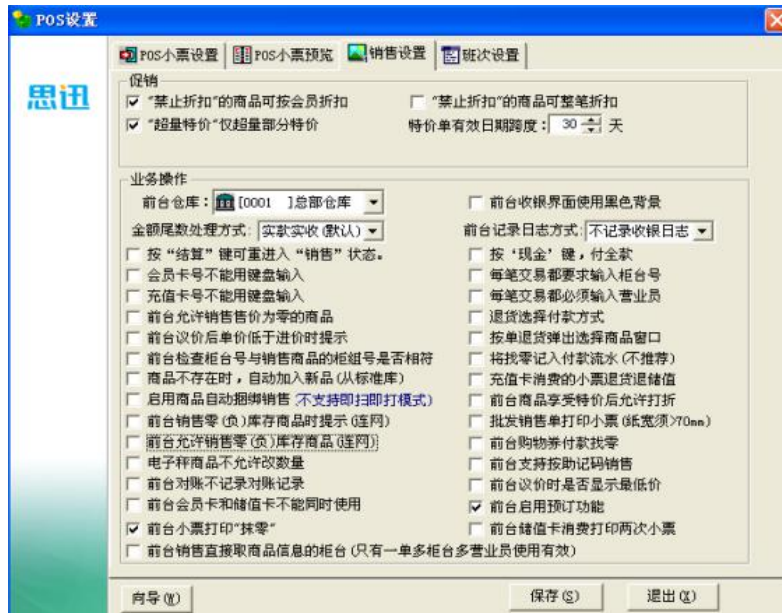 POS设置
思迅
POS小票设置 POS小票预览 销售设置 班次设置
促销
"禁止折扣"的商品可按会员折扣 "禁止折扣"的商品可整笔折扣
"超量特价"仅超量部分特价 特价单有效日期跨度: 30 天
业务操作
前台仓库: [0001 ]总部仓库 前台收银界面使用黑色背景
金额尾数处理方式: 实款实收(默认) 前台记录日志方式: 不记录收银日志
按“结算”键可重进入“销售”状态。 按‘现金’键,付全款
会员卡号不能用键盘输入 每笔交易都要求输入柜台号
充值卡号不能用键盘输入 每笔交易都必须输入营业员
前台允许销售售价为零的商品 退货选择付款方式
前台议价后单价低于进价时提示 按单退货弹出选择商品窗口
前台检查柜台号与销售商品的柜组号是否相符 将找零记入付款流水(不推荐)
商品不存在时,自动加入新品(从标准库) 充值卡消费的小票退货退储值
启用商品自动捆绑销售(不支持即扫即打模式) 前台商品享受特价后允许打折
前台销售零(负)库存商品时提示(连网) 批发销售单打印小票(纸宽须>70mm)
前台允许销售零(负)库存商品(连网) 前台购物券付款找零
电子秤商品不允许改数量 前台支持按助记码销售
前台对账不记录对账记录 前台议价时是否显示最低价
前台会员卡和储值卡不能同时使用 前台启用预订功能
前台小票打印"抹零" 前台储值卡消费打印两次小票
前台销售直接取商品信息的柜台(只有一单多柜台多营业员使用有效)
向导(W) 保存(S) 退出(X)